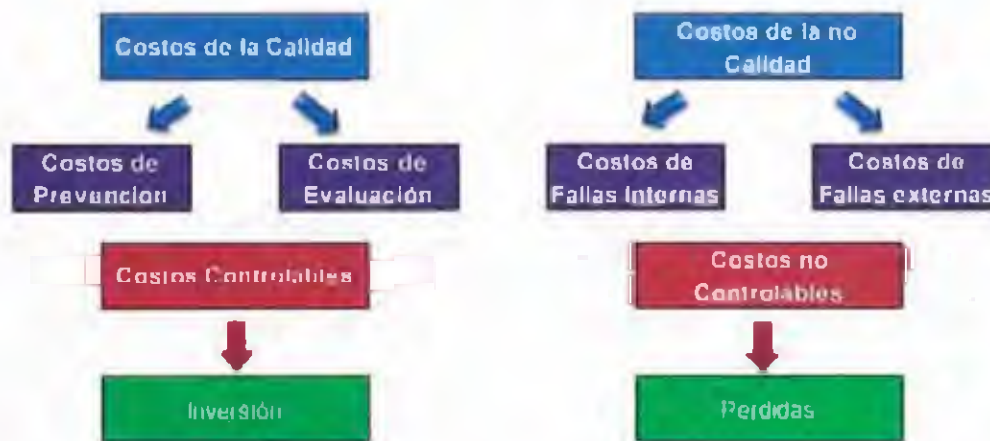 Costos de la Calidad
Costos de
Prevencion
Costos de
Evaluación
Costos Controlables
Inversión
Costos de la no
Calidad
Costos de
Fallas Internas
Costos de
Fallas externas
Costos no
Controlables
Perdidas